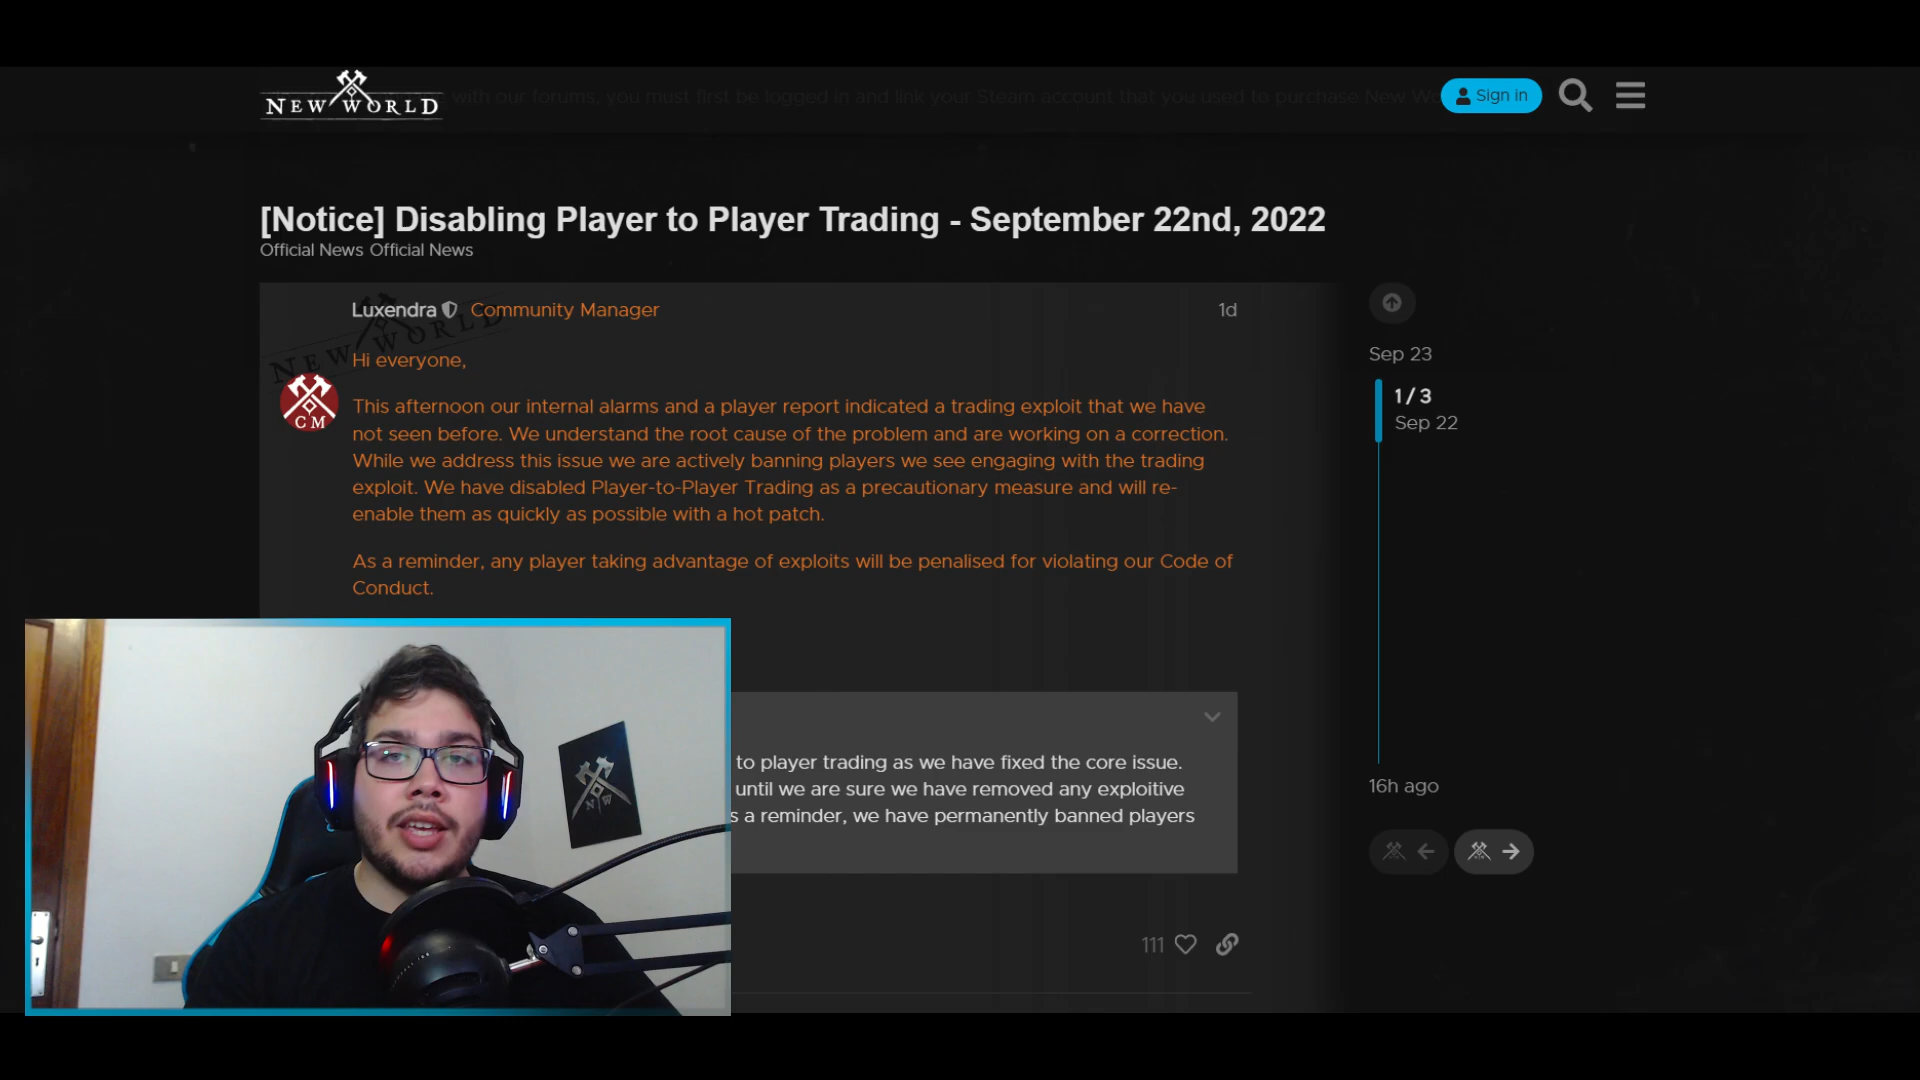 NEW WORLD
with our forums, you must first be logged in and link your Steam account that you used to purchase New
Sign in
[Notice] Disabling Player to Player Trading - September 22nd, 2022
Official News Official News
Luxendra Community Manager
1d
NEW WORLD
Hi everyone,
CM
This afternoon our internal alarms and a player report indicated a trading exploit that we have
not seen before. We understand the root cause of the problem and are working on a correction.
While we address this issue we are actively banning players we see engaging with the trading
exploit. We have disabled Player-to-Player Trading as a precautionary measure and will re-
enable them as quickly as possible with a hot patch.
As a reminder, any player taking advantage of exploits will be penalised for violating our Code of
Conduct.
Sep 23
1 / 3
Sep 22
16h ago
to player trading as we have fixed the core issue.
until we are sure we have removed any exploitive
s a reminder, we have permanently banned players
N W
111